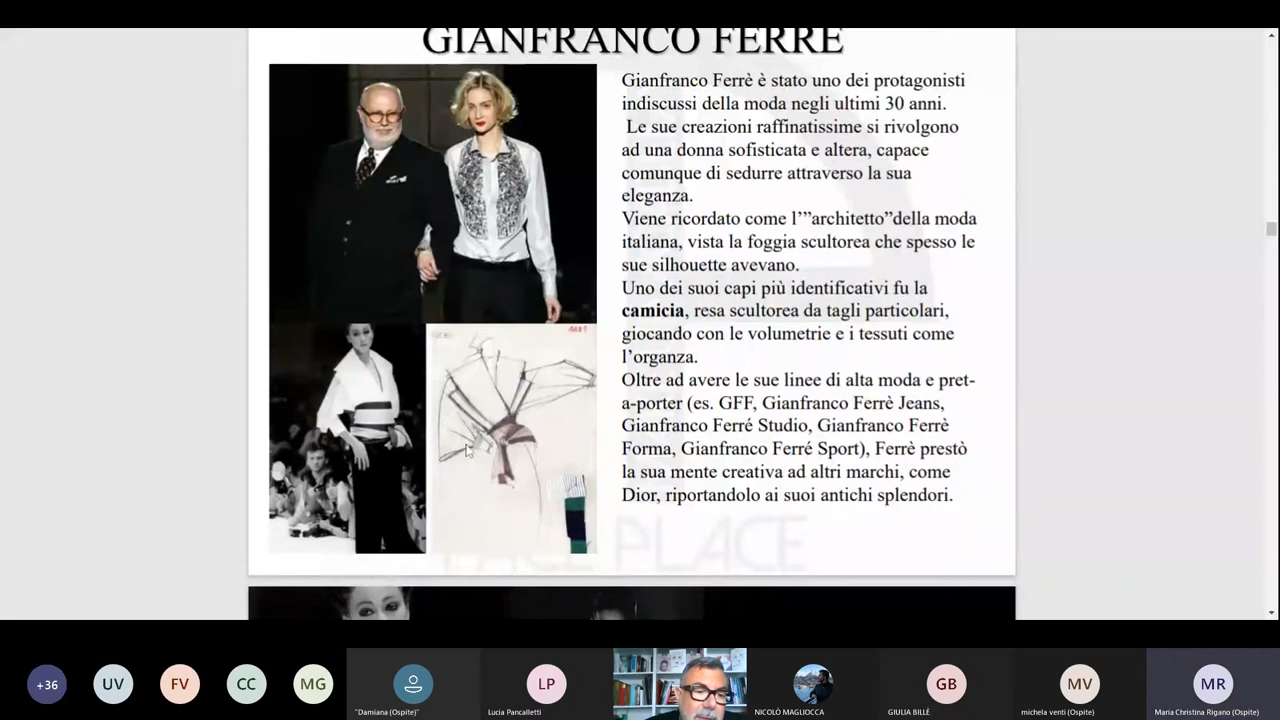 GIANFRANCO FERRE
Gianfranco Ferrè è stato uno dei protagonisti
indiscussi della moda negli ultimi 30 anni.
Le sue creazioni raffinatissime si rivolgono
ad una donna sofisticata e altera, capace
comunque di sedurre attraverso la sua
eleganza.
Viene ricordato come l’”architetto”della moda
italiana, vista la foggia scultorea che spesso le
sue silhouette avevano.
Uno dei suoi capi più identificativi fu la
camicia, resa scultorea da tagli particolari,
giocando con le volumetrie e i tessuti come
l’organza.
Oltre ad avere le sue linee di alta moda e pret-
a-porter (es. GFF, Gianfranco Ferrè Jeans,
Gianfranco Ferré Studio, Gianfranco Ferrè
Forma, Gianfranco Ferré Sport), Ferrè prestò
la sua mente creativa ad altri marchi, come
Dior, riportandolo ai suoi antichi splendori.
FACE PLACE
+36
UV
FV
CC
MG
"Damiana (Ospite)"
LP
Lucia Pancalletti
NICOLÒ MAGLIOCCA
GB
GIULIA BILLÈ
MV
michela venti (Ospite)
MR
Maria Christina Rigano (Ospite)